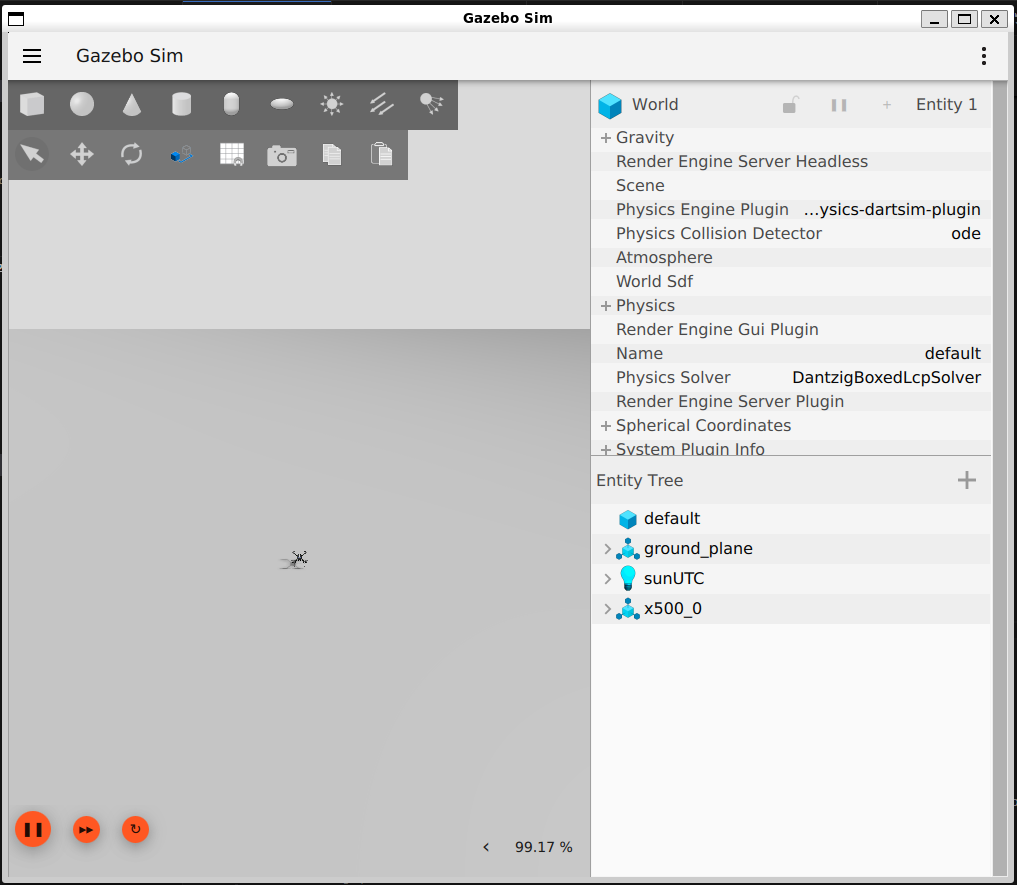 Gazebo Sim
Gazebo Sim
World Entity 1
Gravity
Render Engine Server Headless
Scene
Physics Engine Plugin ...ysics-dartsim-plugin
Physics Collision Detector ode
Atmosphere
World Sdf
Physics
Render Engine Gui Plugin
Name default
Physics Solver DantzigBoxedLcpSolver
Render Engine Server Plugin
Spherical Coordinates
System Plugin Info
Entity Tree
default
ground_plane
sunUTC
x500_0
99.17 %